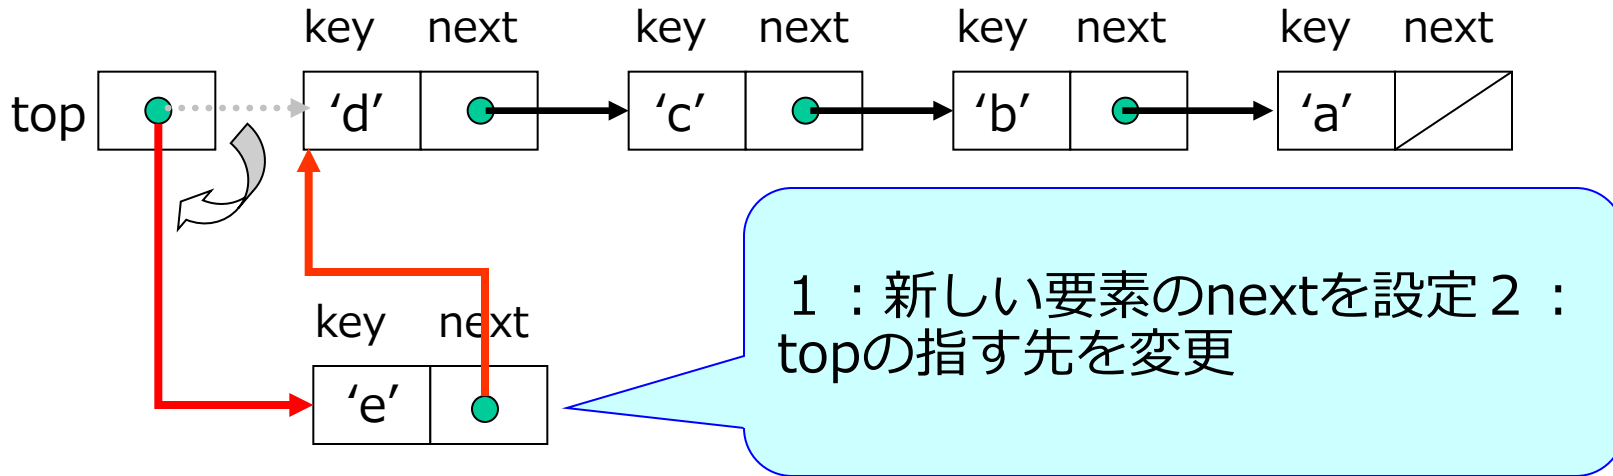 key next key next key next key next
top ‘d’ ‘c’ ‘b’ ‘a’
key next
‘e’
１：新しい要素のnextを設定２：
topの指す先を変更